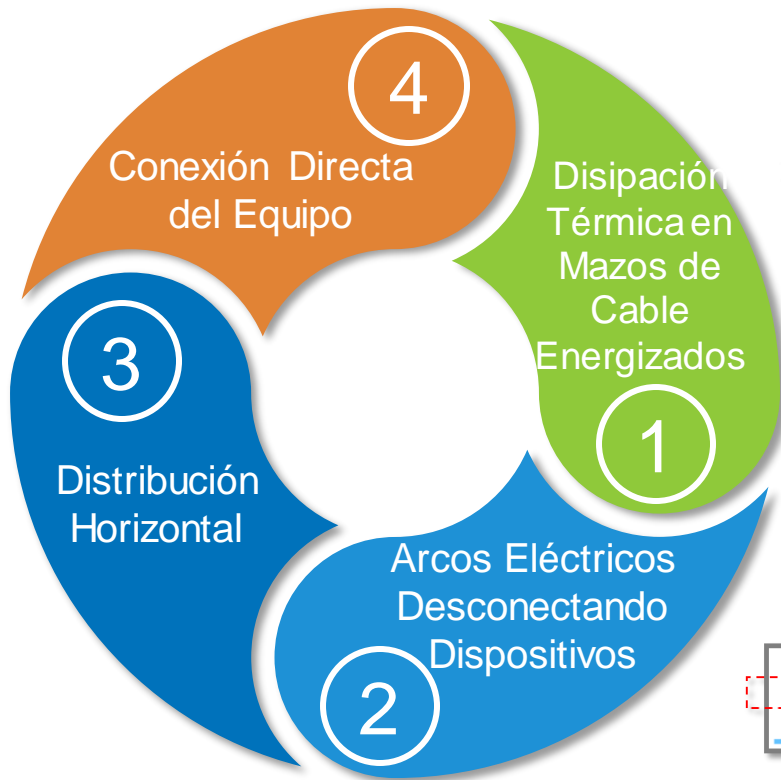 4
Conexión Directa
del Equipo
Disipación
Térmica en
Mazos de
Cable
Energizados
1
3
Distribución
Horizontal
Arcos Eléctricos
Desconectando
Dispositivos
2